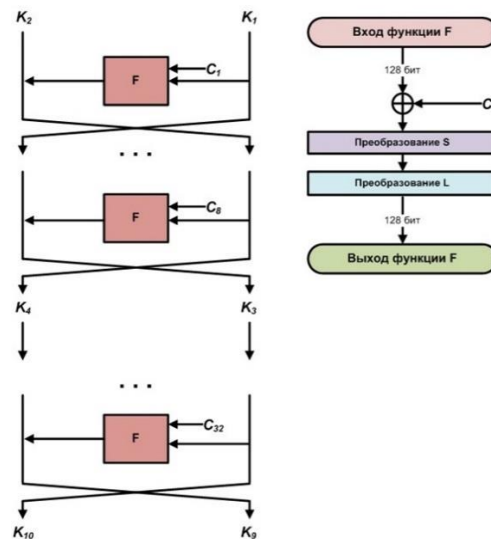 K2 K1
F
C1
. . .
F
C8
K4 K3
. . .
F
C32
K10 K9
Вход функции F
128 бит
C
Преобразование S
Преобразование L
128 бит
Выход функции F